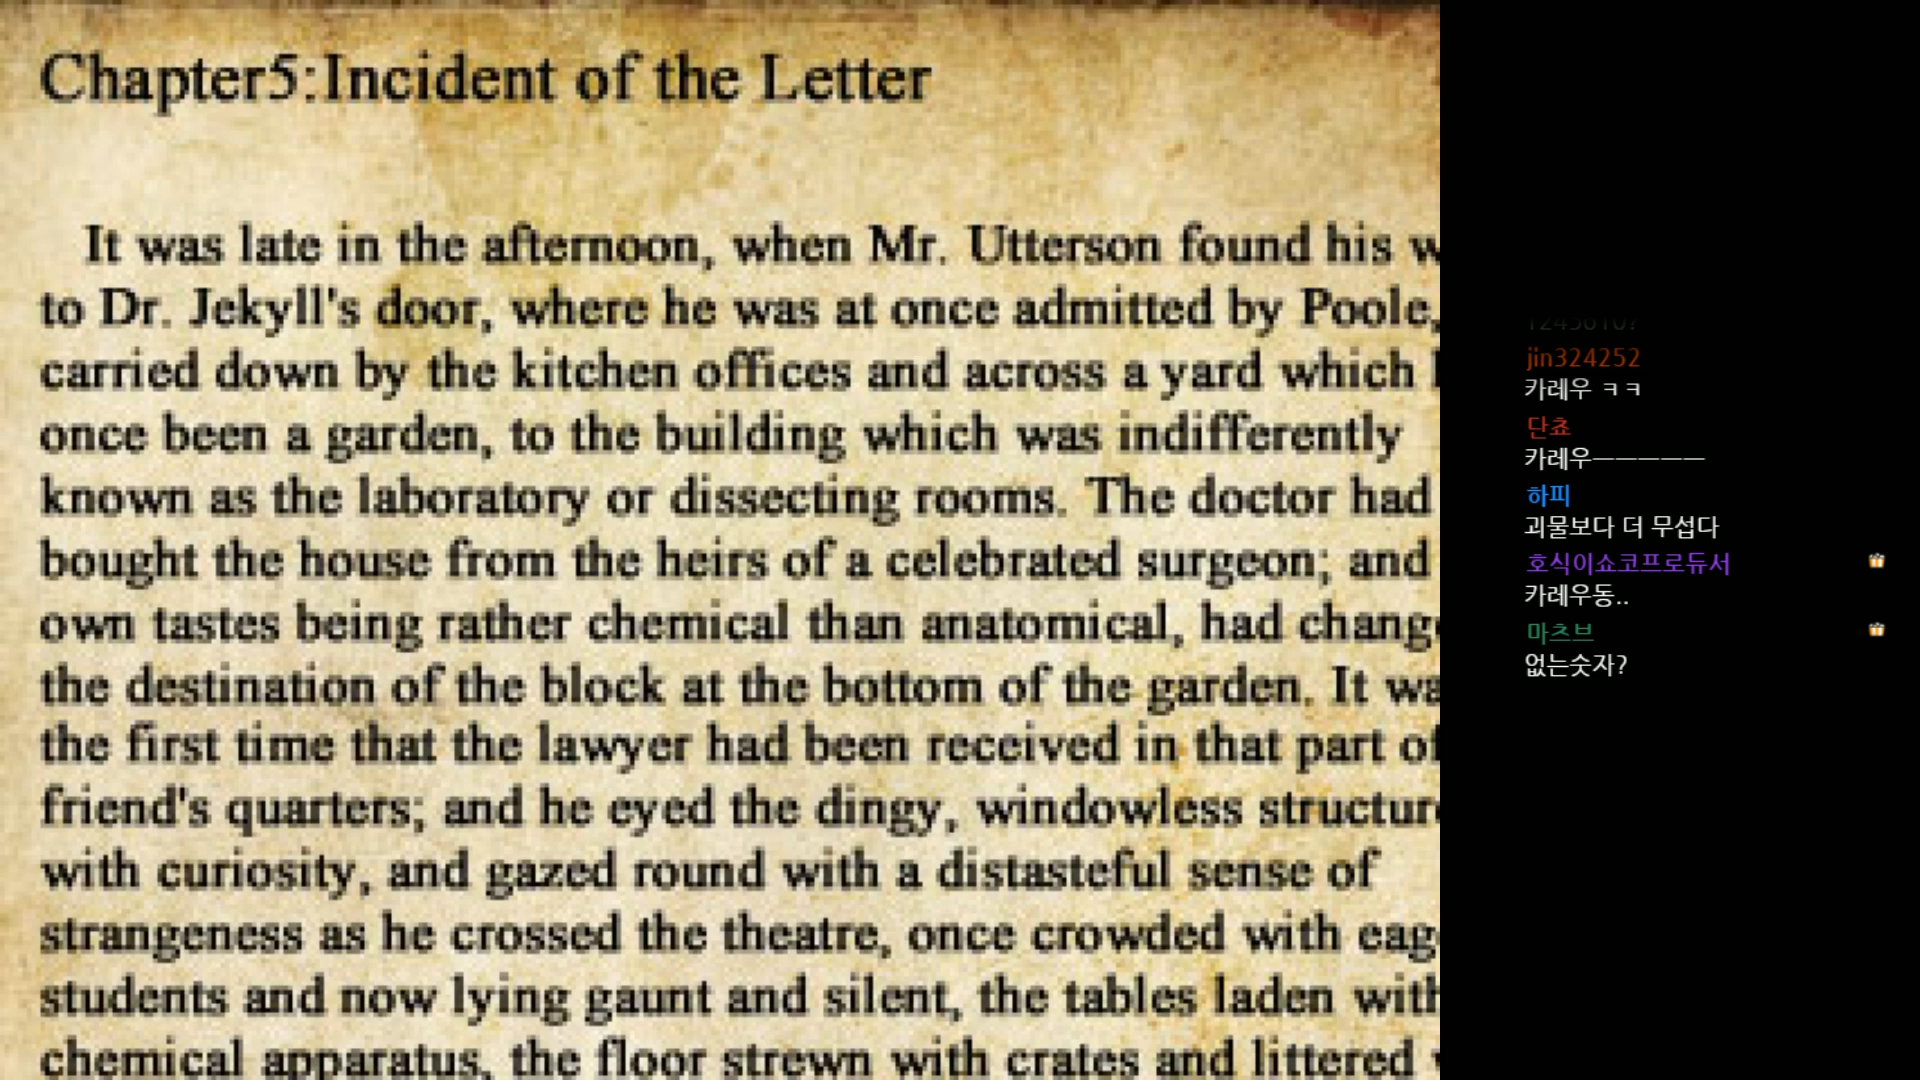 Chapter5:Incident of the Letter
It was late in the afternoon, when Mr. Utterson found his
to Dr. Jekyll's door, where he was at once admitted by Poole,
carried down by the kitchen offices and across a yard which
once been a garden, to the building which was indifferently
known as the laboratory or dissecting rooms. The doctor had
bought the house from the heirs of a celebrated surgeon; and
own tastes being rather chemical than anatomical, had
the destination of the block at the bottom of the garden. It
the first time that the lawyer had been received in that part
friend's quarters; and he eyed the dingy, windowless
with curiosity, and gazed round with a distasteful sense of
strangeness as he crossed the theatre, once crowded with
students and now lying gaunt and silent, the tables laden
chemical apparatus, the floor strewn with crates and littered
jin324252
카레우 ㅋㅋ
단쵸
카레우─────
하피
괴물보다 더 무섭다
호식이쇼코프로듀서
카레우동..
마츠브
없는숫자?